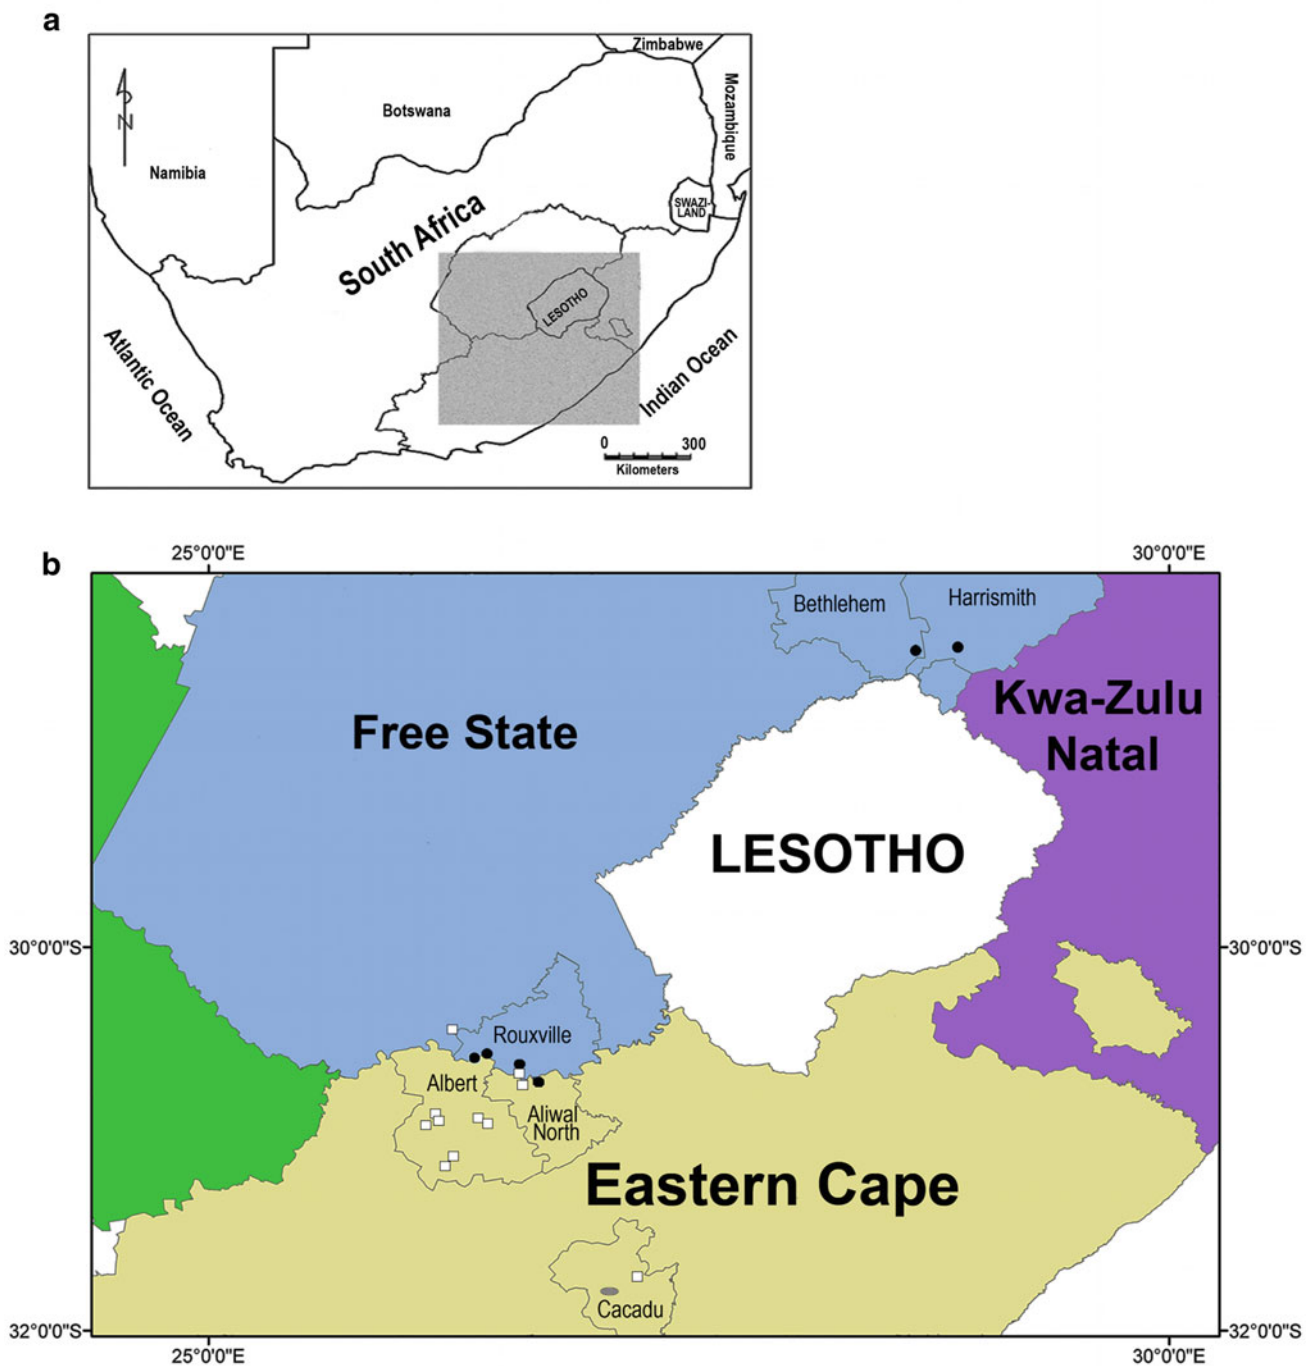 a
Zimbabwe
Mozambique
Botswana
N
Namibia
SWAZI-
LAND
South Africa
LESOTHO
Atlantic Ocean
Indian Ocean
0 300
Kilometers
b
25°0'0"E 30°0'0"E
Bethlehem Harrismith
Kwa-Zulu
Natal
Free State
LESOTHO
30°0'0"S 30°0'0"S
Rouxville
Albert
Aliwal
North
Eastern Cape
Cacadu
32°0'0"S 32°0'0"S
25°0'0"E 30°0'0"E